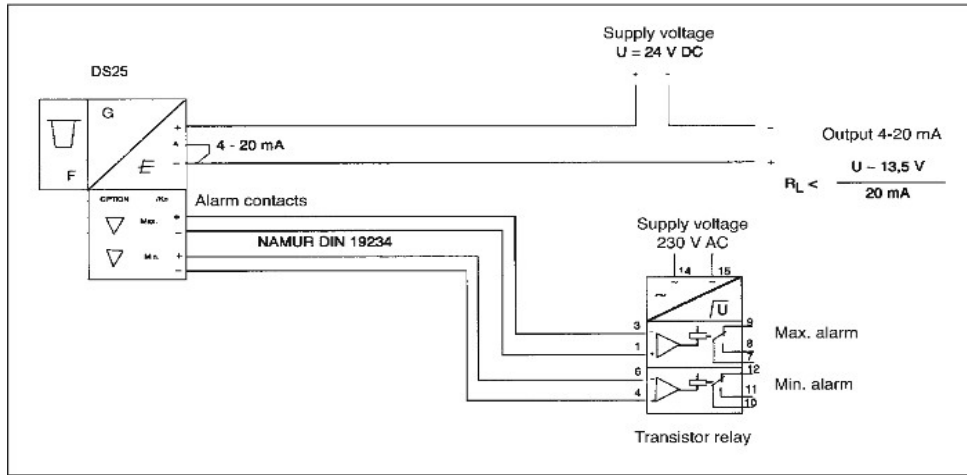 Supply voltage
U = 24 V DC
+ -
DS25
G
F
E
+
A
-
4 - 20 mA
-
+
Output 4-20 mA
R_L < U – 13,5 V
20 mA
OPTION
Max.
Min.
+
-
+
-
Alarm contacts
NAMUR DIN 19234
Supply voltage
230 V AC
14 15
~ ~
~
√U
3
1
-
+
9
8
7
Max. alarm
6
4
-
12
11
10
Min. alarm
Transistor relay